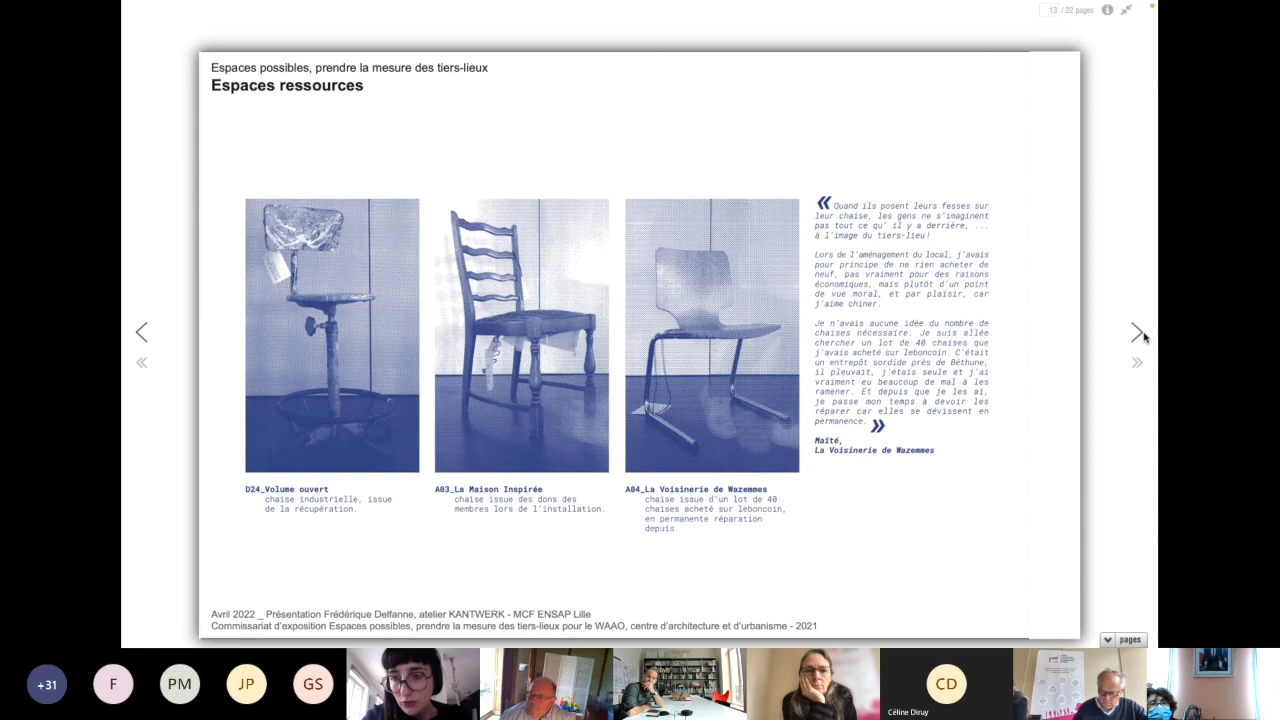 13 / 22 pages
Espaces possibles, prendre la mesure des tiers-lieux
Espaces ressources
« Quand ils posent leurs fesses sur
leur chaise, les gens ne s'imaginent
pas tout ce qu' il y a derrière, ...
à l'image du tiers-lieu!
Lors de l'aménagement du local, j'avais
pour principe de ne rien acheter de
neuf, pas vraiment pour des raisons
économiques, mais plutôt d'un point
de vue moral, et par plaisir, car
j'aime chiner.
Je n'avais aucune idée du nombre de
chaises nécessaire. Je suis allée
chercher un lot de 40 chaises que
j'avais acheté sur leboncoin. C'était
un entrepôt sordide près de Béthune,
il pleuvait, j'étais seule et j'ai
vraiment eu beaucoup de mal à les
ramener. Et depuis que je les ai,
je passe mon temps à devoir les
réparer car elles se dévissent en
permanence. »
Maïté,
La Voisinerie de Wazemmes
D24_Volume ouvert
chaise industrielle, issue
de la récupération.
A03_La Maison Inspirée
chaise issue des dons des
membres lors de l'installation.
A04_La Voisinerie de Wazemmes
chaise issue d'un lot de 40
chaises acheté sur leboncoin,
en permanente réparation
depuis.
Avril 2022 _ Présentation Frédérique Delfanne, atelier KANTWERK - MCF ENSAP Lille
Commissariat d'exposition Espaces possibles, prendre la mesure des tiers-lieux pour le WAAO, centre d'architecture et d'urbanisme - 2021
pages
+31
F
PM
JP
GS
CD
Céline Diruy